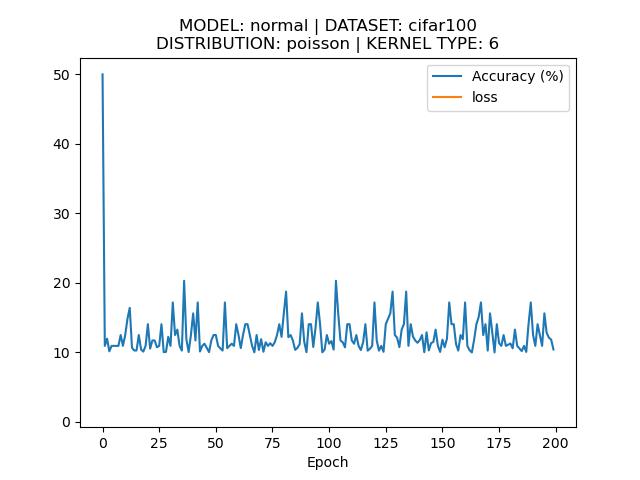 MODEL: normal | DATASET: cifar100
DISTRIBUTION: poisson | KERNEL TYPE: 6
Accuracy (%)
loss
50
40
30
20
10
0
0 25 50 75 100 125 150 175 200
Epoch